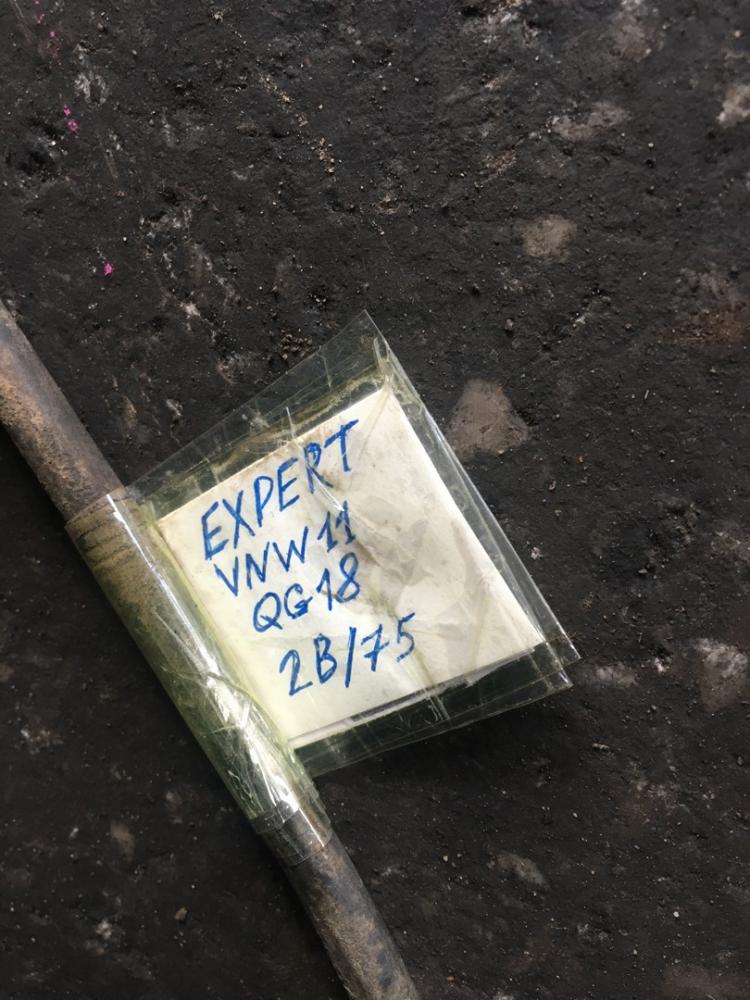 EXPERT
VNW11
QG18
2B/75